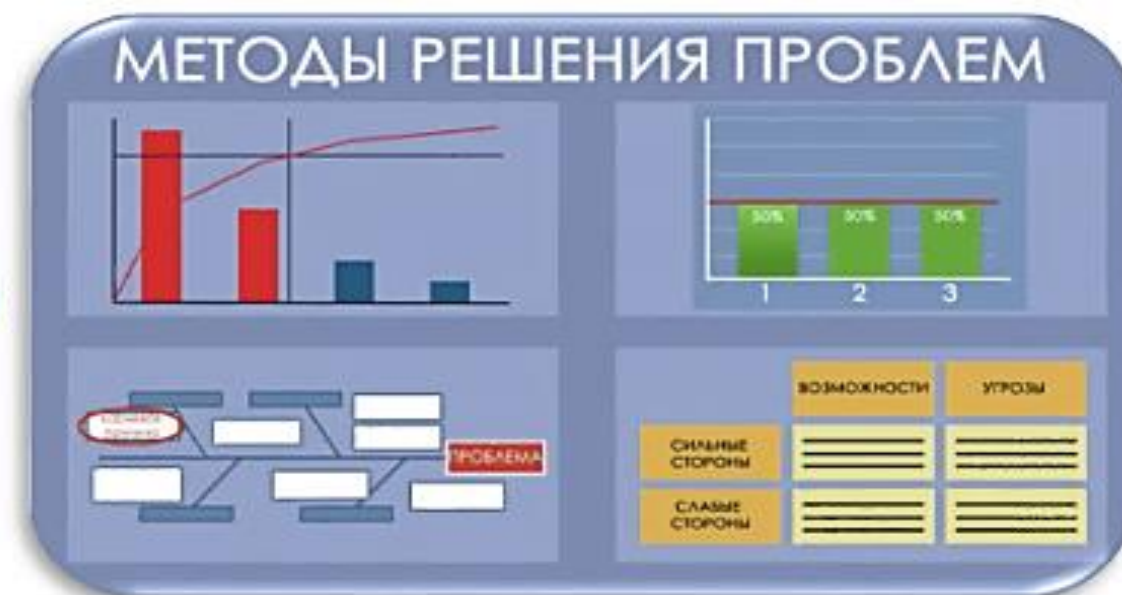 МЕТОДЫ РЕШЕНИЯ ПРОБЛЕМ
50% 50% 50%
1 2 3
ПРОБЛЕМА
ВОЗМОЖНОСТИ УГРОЗЫ
СИЛЬНЫЕ
СТОРОНЫ
СЛАБЫЕ
СТОРОНЫ